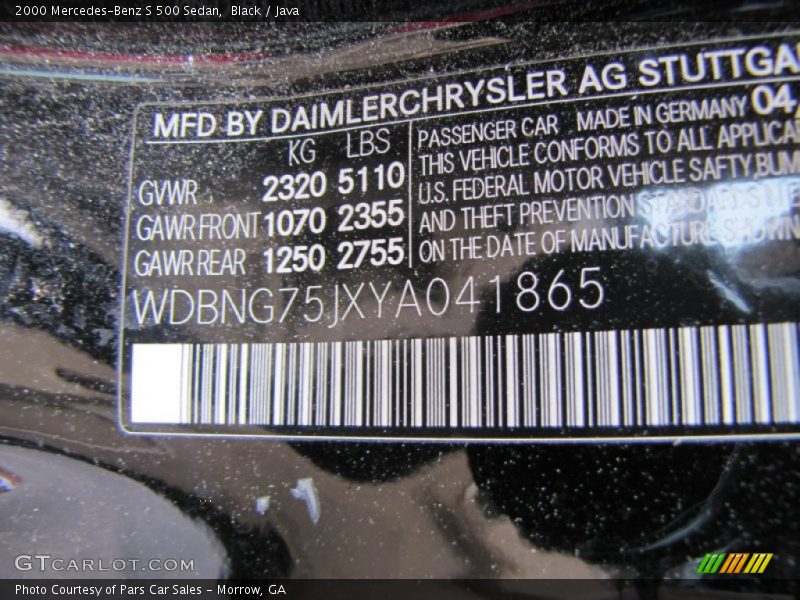 2000 Mercedes-Benz S 500 Sedan, Black / Java
MFD BY DAIMLERCHRYSLER AG STUTTGA
KG LBS
GVWR 2320 5110
GAWR FRONT 1070 2355
GAWR REAR 1250 2755
PASSENGER CAR MADE IN GERMANY 04
THIS VEHICLE CONFORMS TO ALL APPLICA
U.S. FEDERAL MOTOR VEHICLE SAFTY, BUM
AND THEFT PREVENTION STANDARDS
ON THE DATE OF MANUFACTURE SHOWN
WDBNG75JXYA041865
GTCARLOT.COM
Photo Courtesy of Pars Car Sales - Morrow, GA